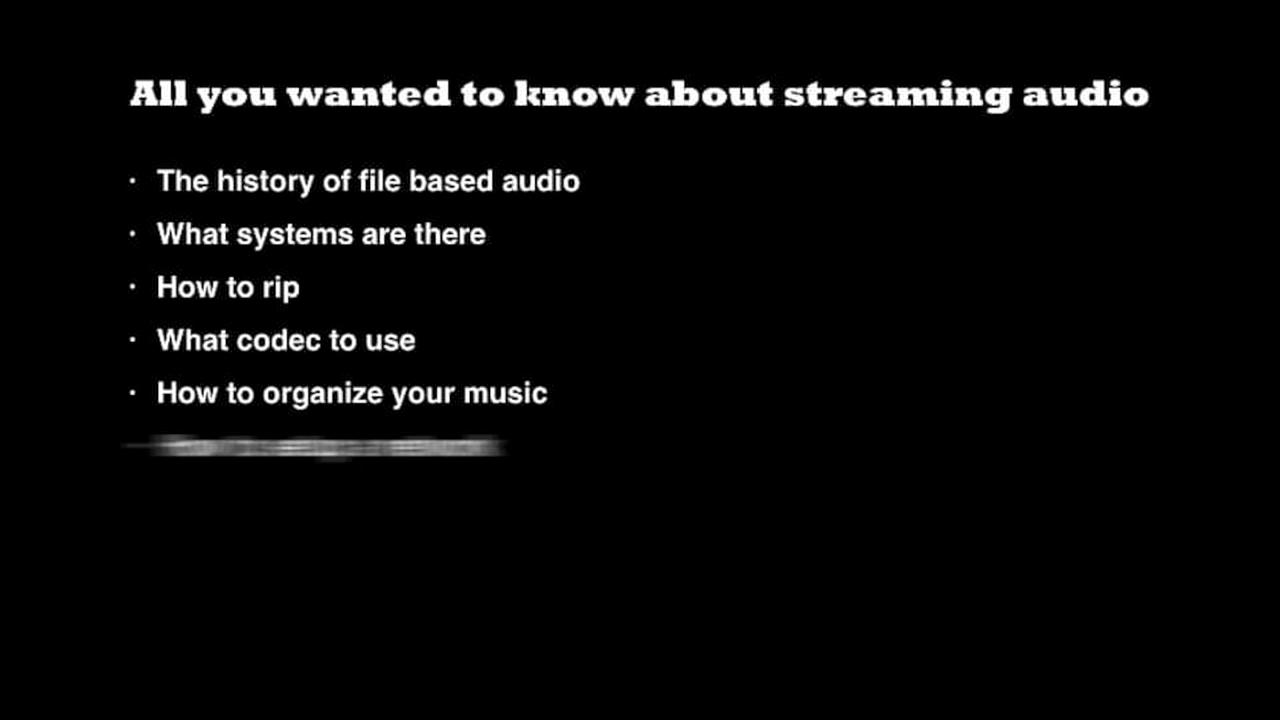 All you wanted to know about streaming audio
· The history of file based audio
· What systems are there
· How to rip
· What codec to use
· How to organize your music